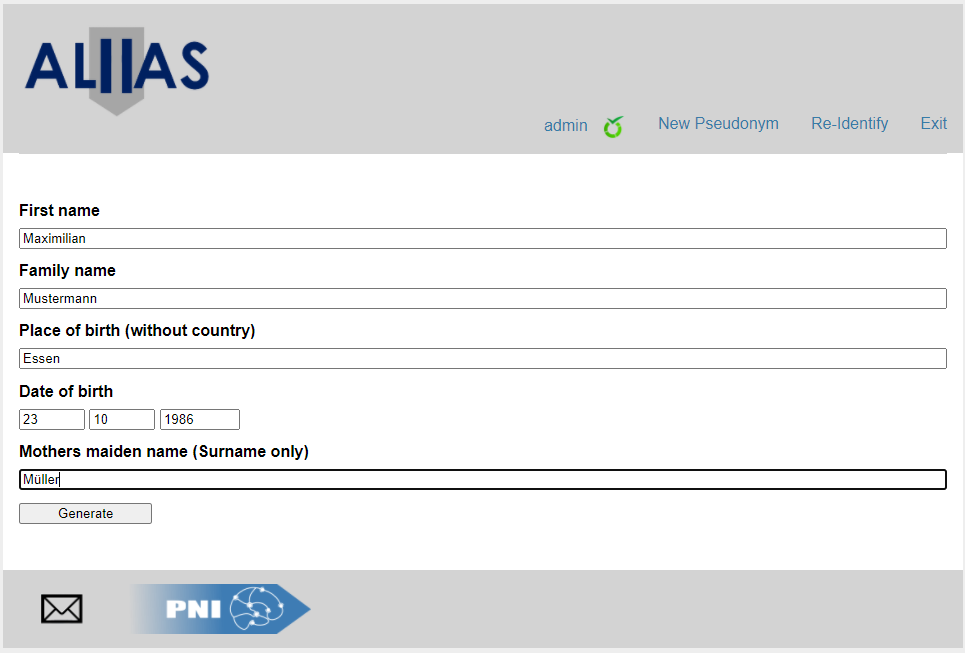 ALIIAS
admin New Pseudonym Re-Identify Exit
First name
Maximilian
Family name
Mustermann
Place of birth (without country)
Essen
Date of birth
23 10 1986
Mothers maiden name (Surname only)
Müller
Generate
PNI